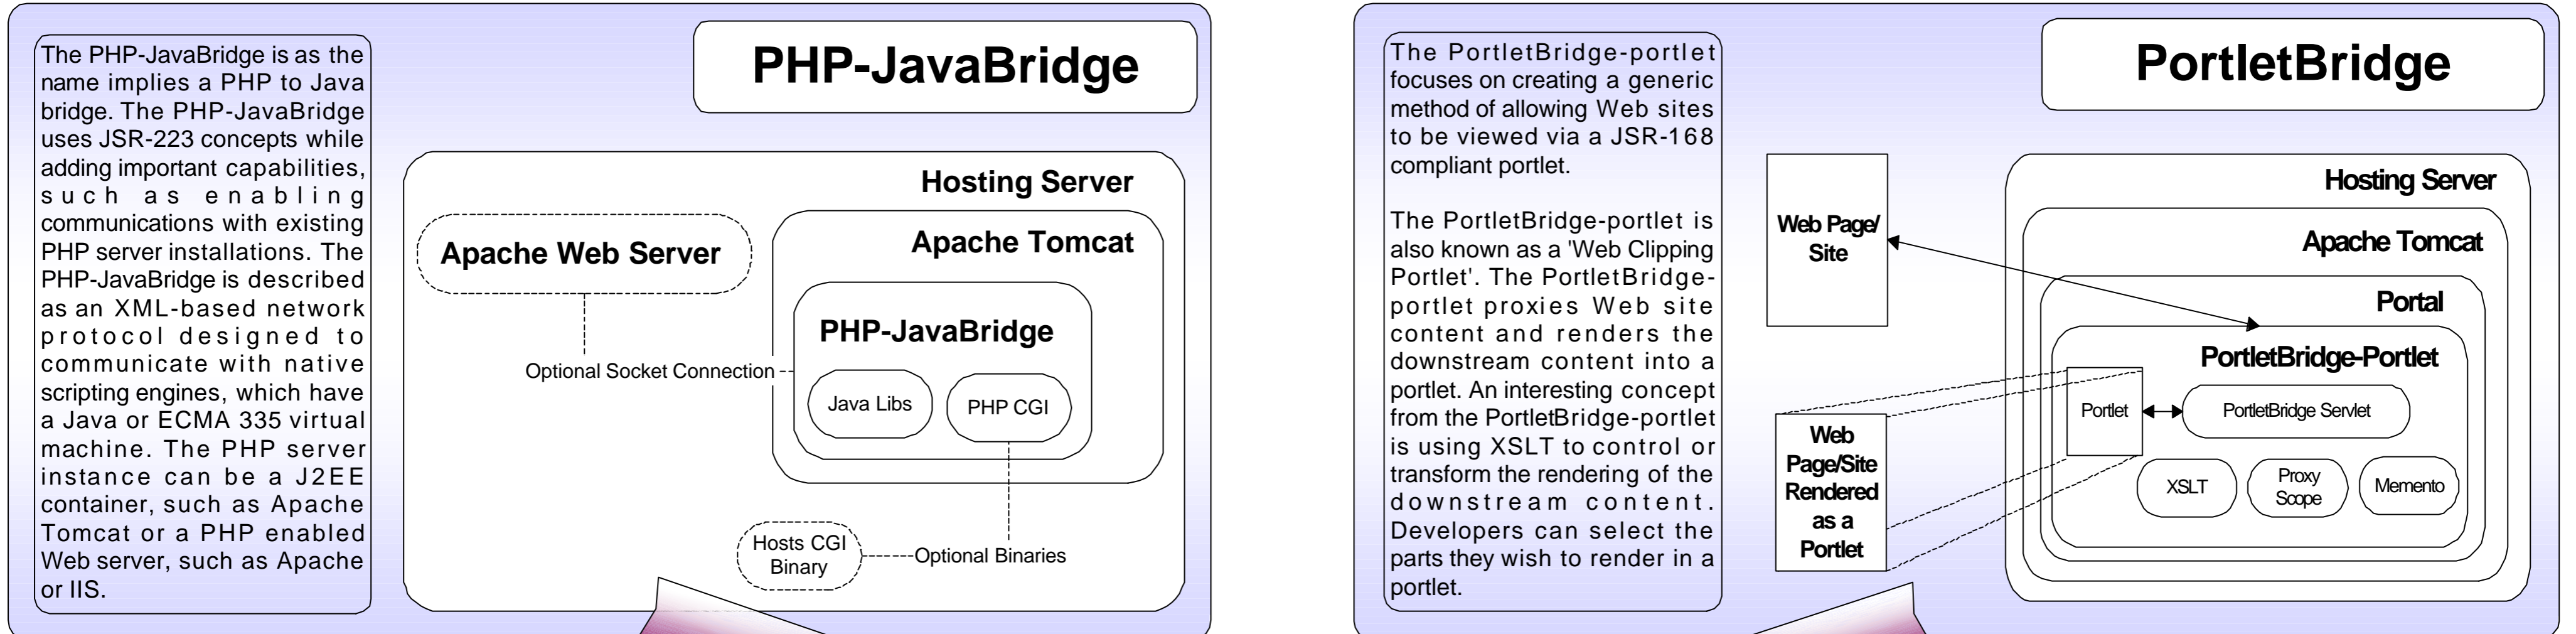 The PHP-JavaBridge is as the
name implies a PHP to Java
bridge. The PHP-JavaBridge
uses JSR-223 concepts while
adding important capabilities,
such as enabling
communications with existing
PHP server installations. The
PHP-JavaBridge is described
as an XML-based network
protocol designed to
communicate with native
scripting engines, which have
a Java or ECMA 335 virtual
machine. The PHP server
instance can be a J2EE
container, such as Apache
Tomcat or a PHP enabled
Web server, such as Apache
or IIS.
PHP-JavaBridge
Hosting Server
Apache Web Server
Apache Tomcat
PHP-JavaBridge
Optional Socket Connection
Java Libs
PHP CGI
Hosts CGI
Binary
Optional Binaries
The PortletBridge-portlet
focuses on creating a generic
method of allowing Web sites
to be viewed via a JSR-168
compliant portlet.
The PortletBridge-portlet is
also known as a 'Web Clipping
Portlet'. The PortletBridge-
portlet proxies Web site
content and renders the
downstream content into a
portlet. An interesting concept
from the PortletBridge-portlet
is using XSLT to control or
transform the rendering of the
downstream content.
Developers can select the
parts they wish to render in a
portlet.
PortletBridge
Web Page/
Site
Hosting Server
Apache Tomcat
Portal
PortletBridge-Portlet
Portlet
PortletBridge Servlet
Web
Page/Site
Rendered
as a
Portlet
XSLT
Proxy
Scope
Memento